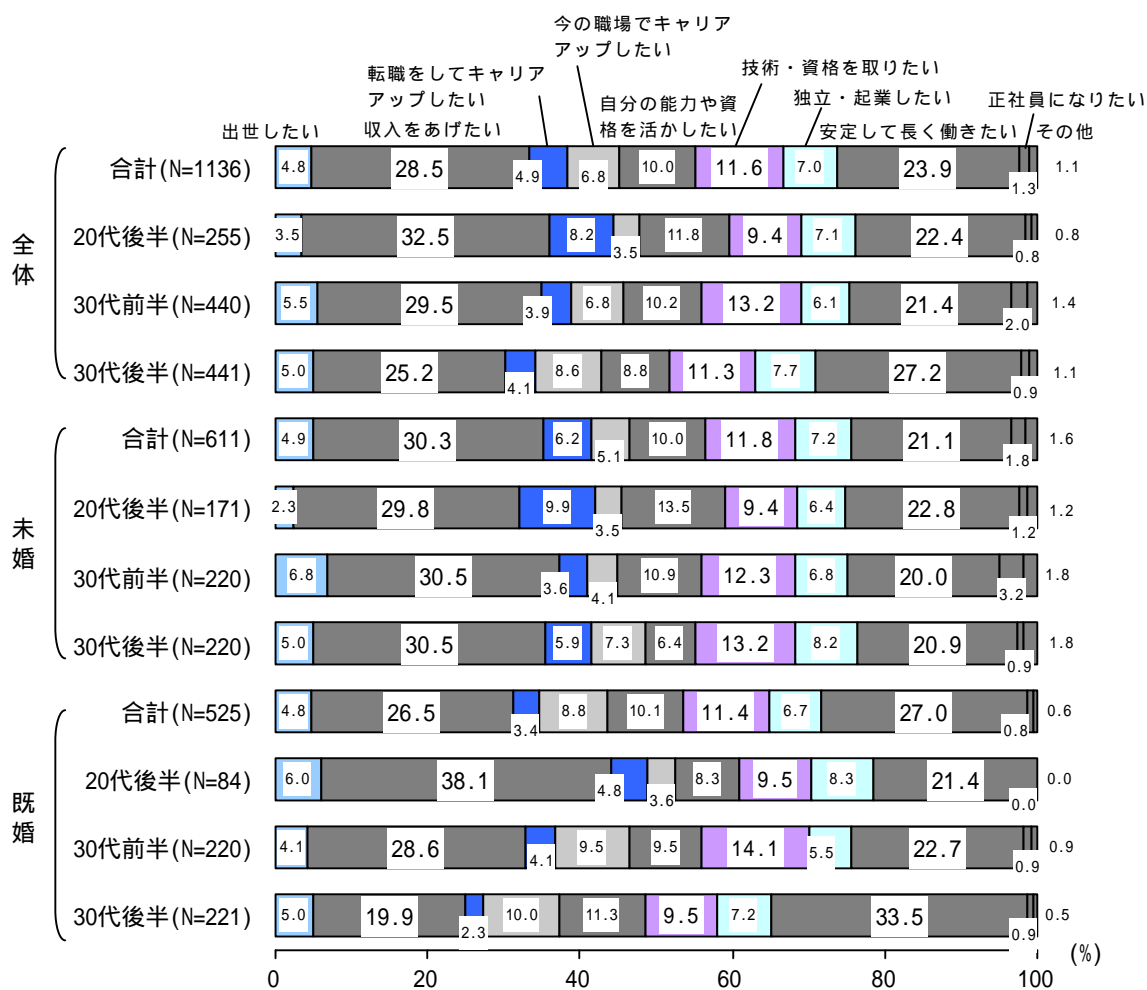 今の職場でキャリア
アップしたい
転職をしてキャリア
アップしたい
技術・資格を取りたい
自分の能力や資
格を活かしたい
独立・起業したい
正社員になりたい
出世したい
収入をあげたい
安定して長く働きたい
その他
全体
合計(N=1136) 4.8 28.5 4.9 6.8 10.0 11.6 7.0 23.9 1.3 1.1
20代後半(N=255) 3.5 32.5 8.2 3.5 11.8 9.4 7.1 22.4 0.8 0.8
30代前半(N=440) 5.5 29.5 3.9 6.8 10.2 13.2 6.1 21.4 2.0 1.4
30代後半(N=441) 5.0 25.2 4.1 8.6 8.8 11.3 7.7 27.2 0.9 1.1
未婚
合計(N=611) 4.9 30.3 6.2 5.1 10.0 11.8 7.2 21.1 1.8 1.6
20代後半(N=171) 2.3 29.8 9.9 3.5 13.5 9.4 6.4 22.8 1.2 1.2
30代前半(N=220) 6.8 30.5 3.6 4.1 10.9 12.3 6.8 20.0 3.2 1.8
30代後半(N=220) 5.0 30.5 5.9 7.3 6.4 13.2 8.2 20.9 0.9 1.8
既婚
合計(N=525) 4.8 26.5 3.4 8.8 10.1 11.4 6.7 27.0 0.8 0.6
20代後半(N=84) 6.0 38.1 4.8 3.6 8.3 9.5 8.3 21.4 0.0 0.0
30代前半(N=220) 4.1 28.6 4.1 9.5 9.5 14.1 5.5 22.7 0.9 0.9
30代後半(N=221) 5.0 19.9 2.3 10.0 11.3 9.5 7.2 33.5 0.9 0.5
(%)
0 20 40 60 80 100